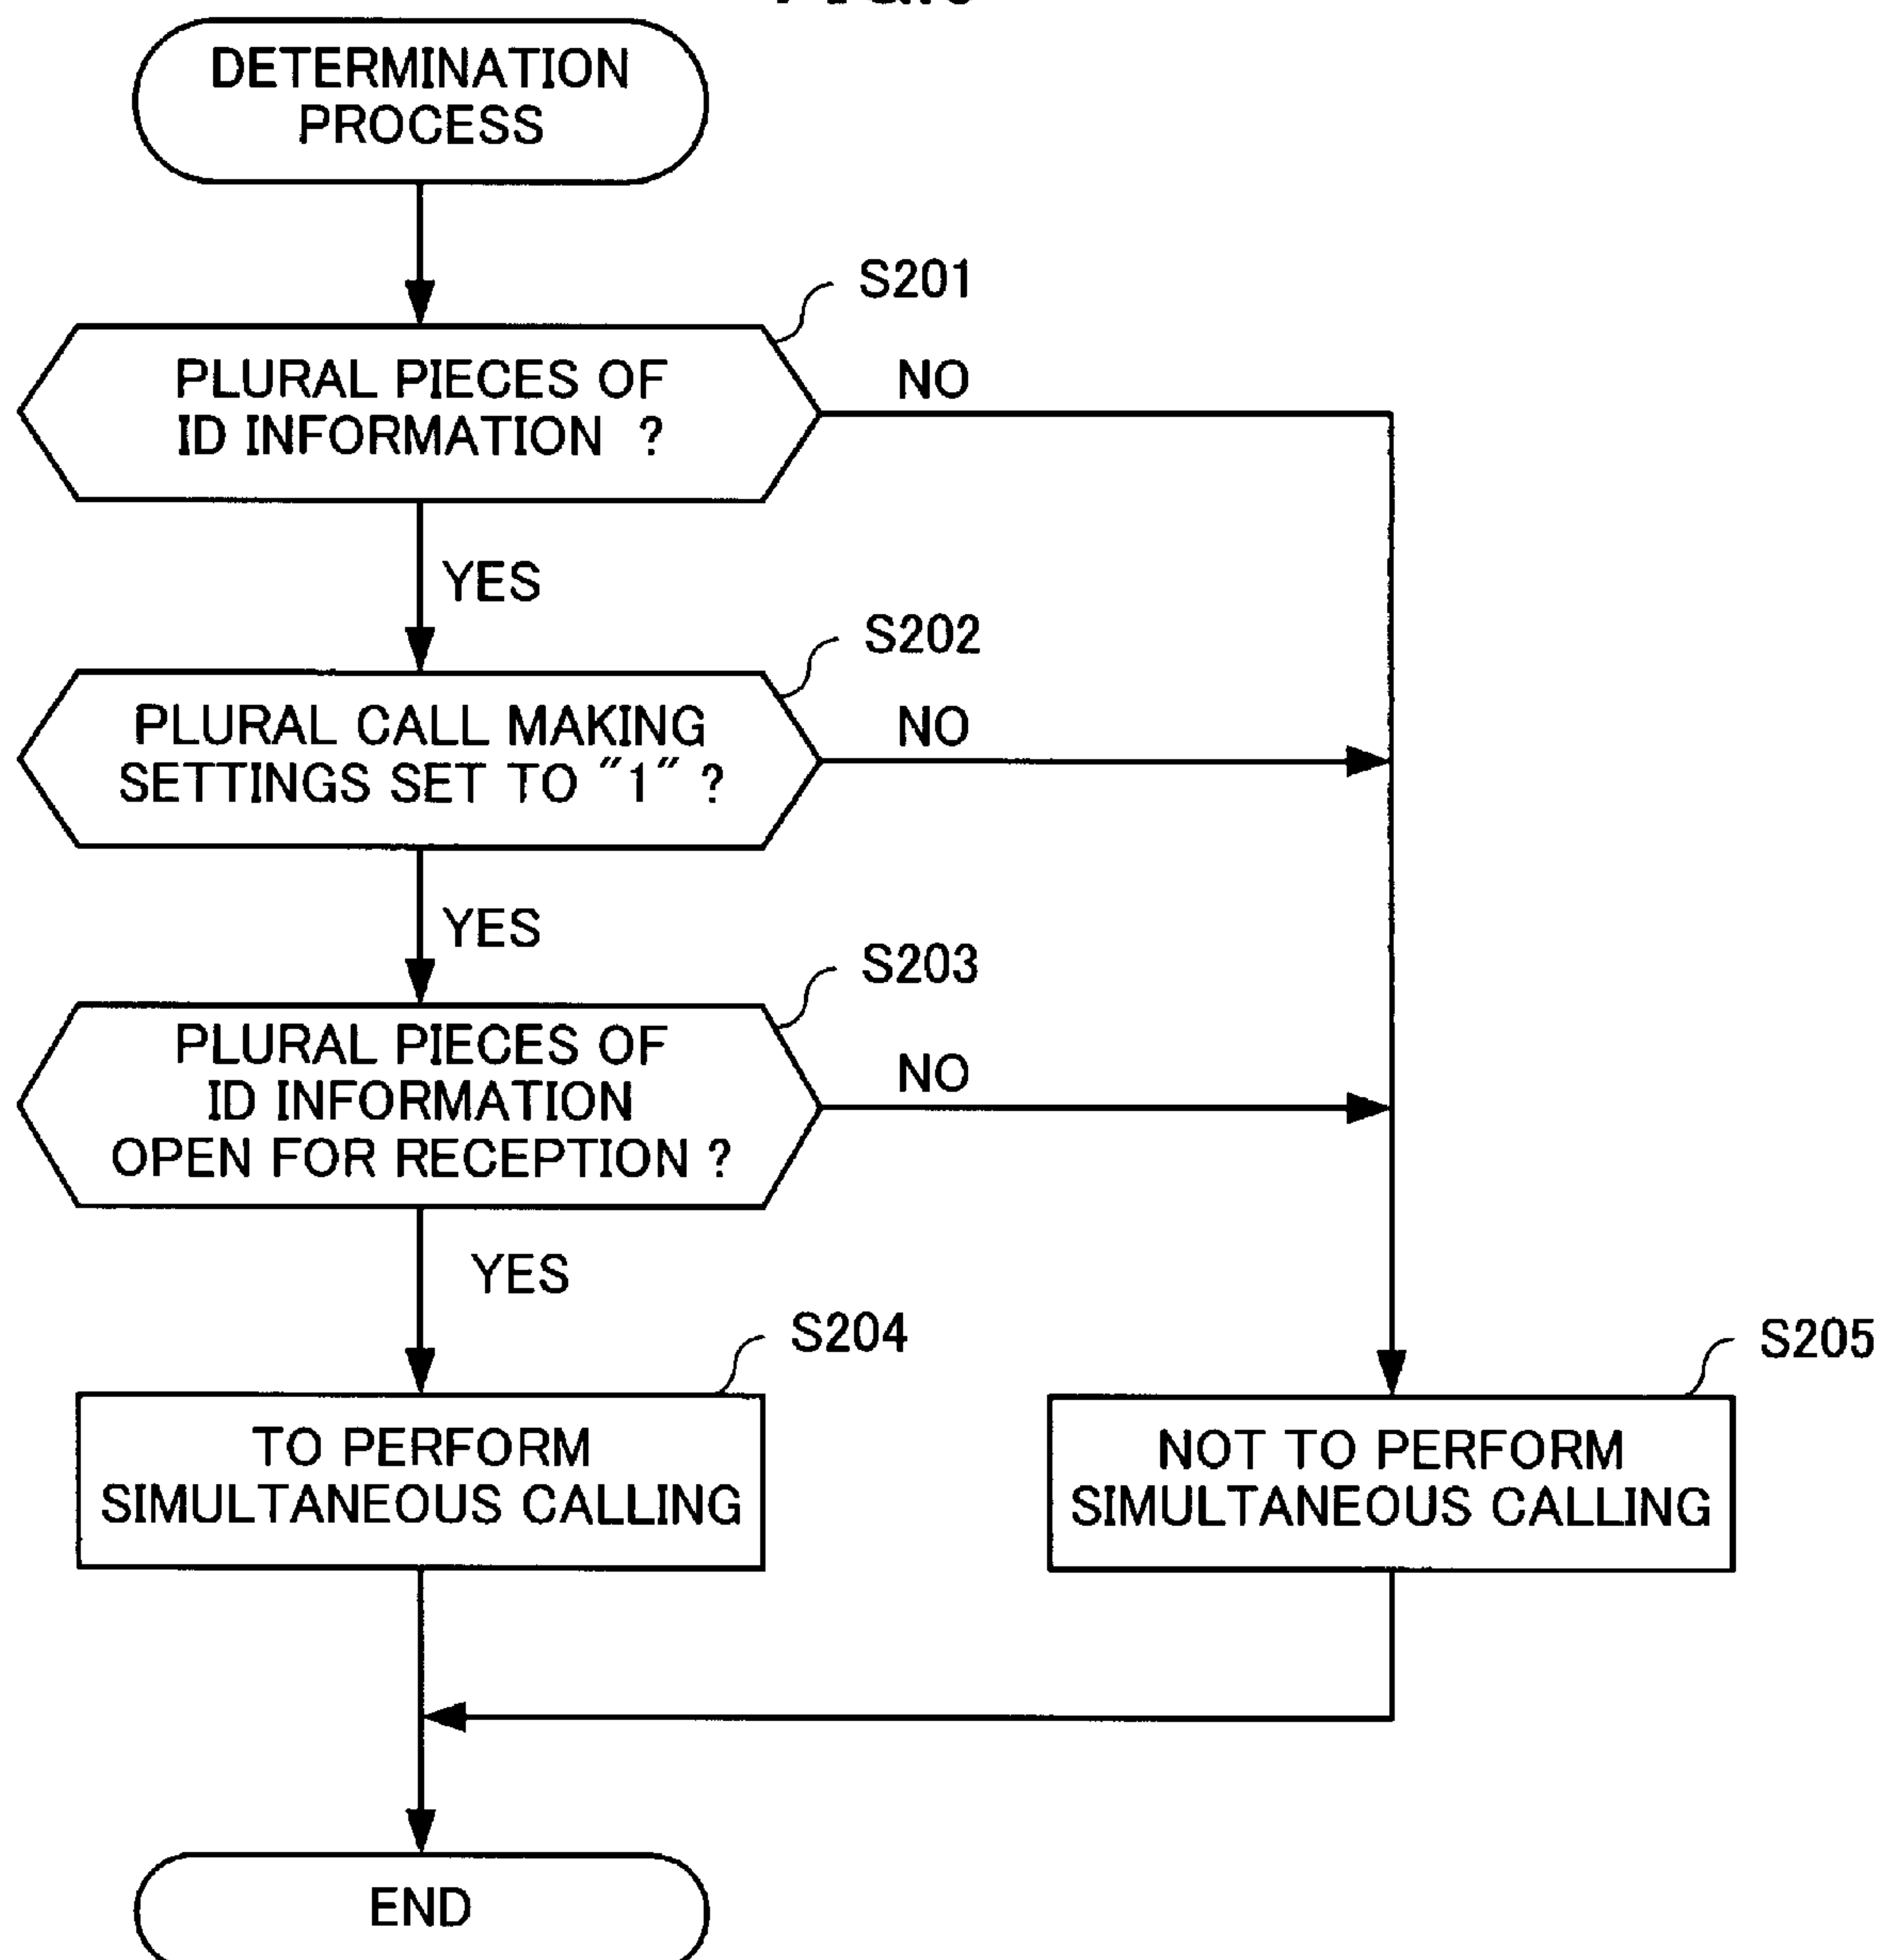 DETERMINATION
PROCESS
S201
PLURAL PIECES OF
ID INFORMATION ?
NO
YES
S202
PLURAL CALL MAKING
SETTINGS SET TO "1" ?
NO
YES
S203
PLURAL PIECES OF
ID INFORMATION
OPEN FOR RECEPTION ?
NO
YES
S204
TO PERFORM
SIMULTANEOUS CALLING
S205
NOT TO PERFORM
SIMULTANEOUS CALLING
END